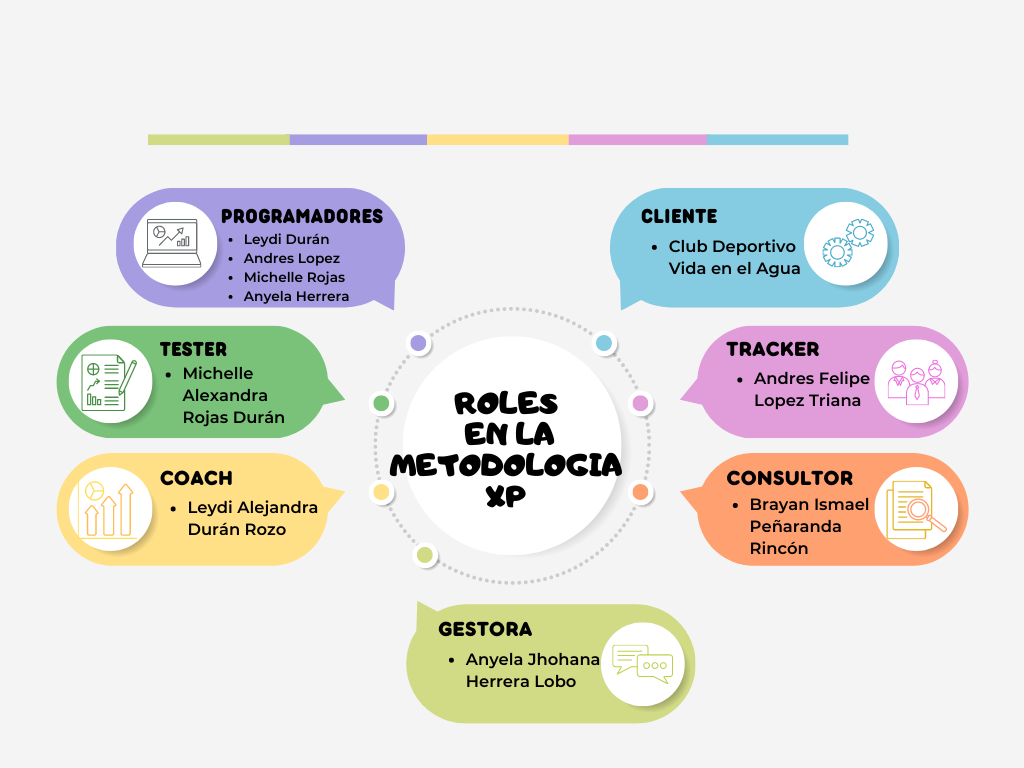 PROGRAMADORES
• Leydi Durán
• Andres Lopez
• Michelle Rojas
• Anyela Herrera
CLIENTE
• Club Deportivo
Vida en el Agua
TESTER
• Michelle
Alexandra
Rojas Durán
TRACKER
• Andres Felipe
Lopez Triana
ROLES
EN LA
METODOLOGIA
XP
COACH
• Leydi Alejandra
Durán Rozo
CONSULTOR
• Brayan Ismael
Peñaranda
Rincón
GESTORA
• Anyela Jhohana
Herrera Lobo